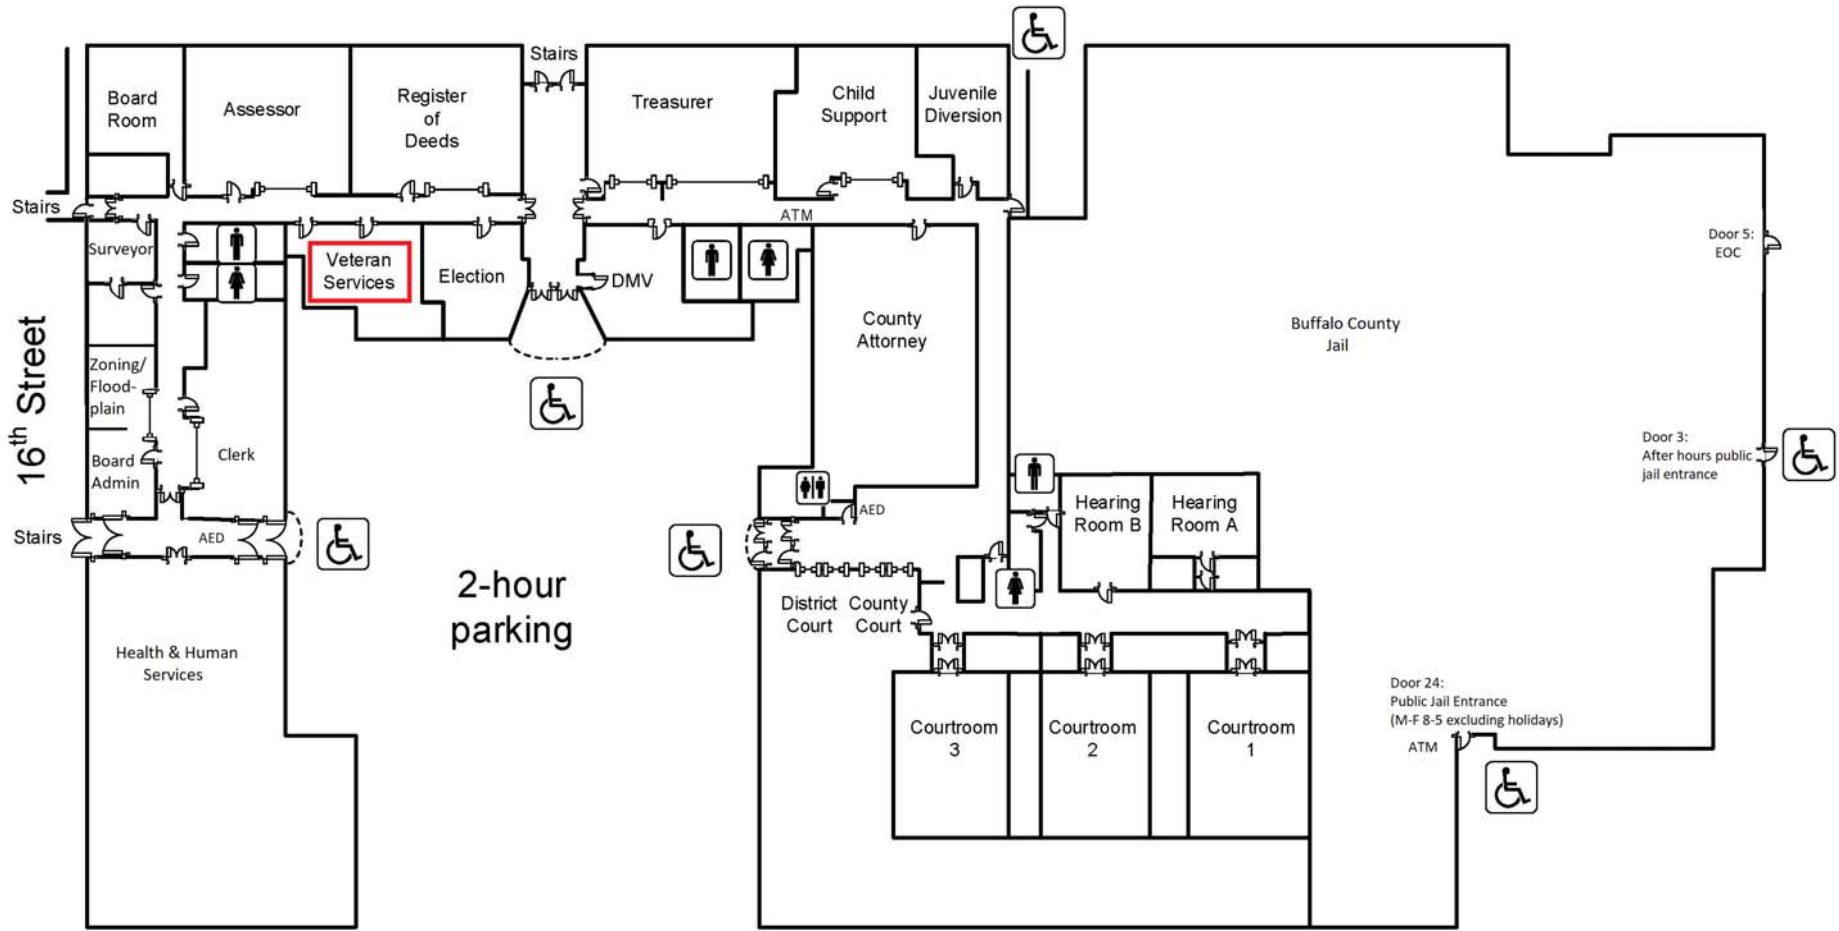 Stairs
Board
Room
Assessor
Register
of
Deeds
Treasurer
Child
Support
Juvenile
Diversion
Stairs
ATM
Surveyor
Veteran
Services
Election
DMV
Door 5:
EOC
16th Street
County
Attorney
Buffalo County
Jail
Zoning/
Flood-
plain
Board
Admin
Clerk
Door 3:
After hours public
jail entrance
Hearing
Room B
Hearing
Room A
Stairs
AED
AED
2-hour
parking
District
Court
County
Court
Health & Human
Services
Door 24:
Public Jail Entrance
(M-F 8-5 excluding holidays)
ATM
Courtroom
3
Courtroom
2
Courtroom
1